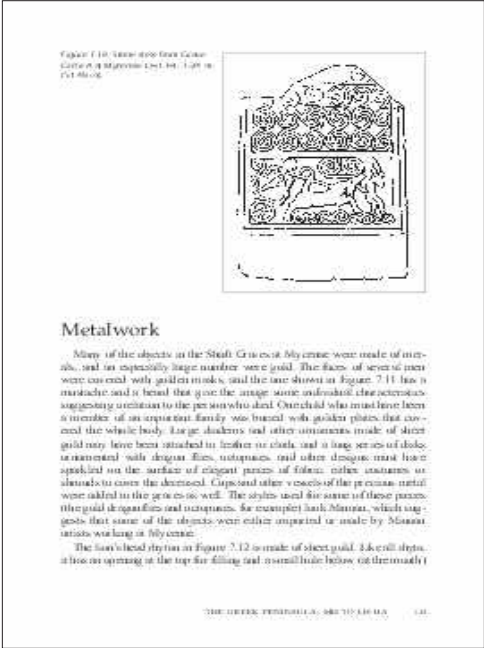 Figure 7.10 Stone stele from Grave
Circle A at Mycenae
Metalwork
Many of the objects in the Shaft Graves at Mycenae were made of met-
als, and an especially large number were gold. The faces of several men
were covered with golden masks, and the one shown in Figure 7.11 has a
mustache and a beard that give the image some individual characteristics
suggesting a relation to the person who died. One child who must have been
a member of an important family was buried with golden plates that cov-
ered the whole body. Large diadems and other ornaments made of sheet
gold may have been attached to leather or cloth, and a long series of disks
ornamented with dragon flies, octopuses, and other designs must have
sparkled on the surface of elegant pieces of fabric, either costumes or
shrouds to cover the deceased. Cups and other vessels of the precious metal
were added to the graves as well. The styles used for some of these pieces
(the gold dragonflies and octopuses, for example) look Minoan, which sug-
gests that some of the objects were either imported or made by Minoan
artists working at Mycenae.
The lion's head rhyton in Figure 7.12 is made of sheet gold. Like all rhyta,
it has an opening at the top for filling and a small hole below (at the mouth)
THE GREEK PENINSULA: